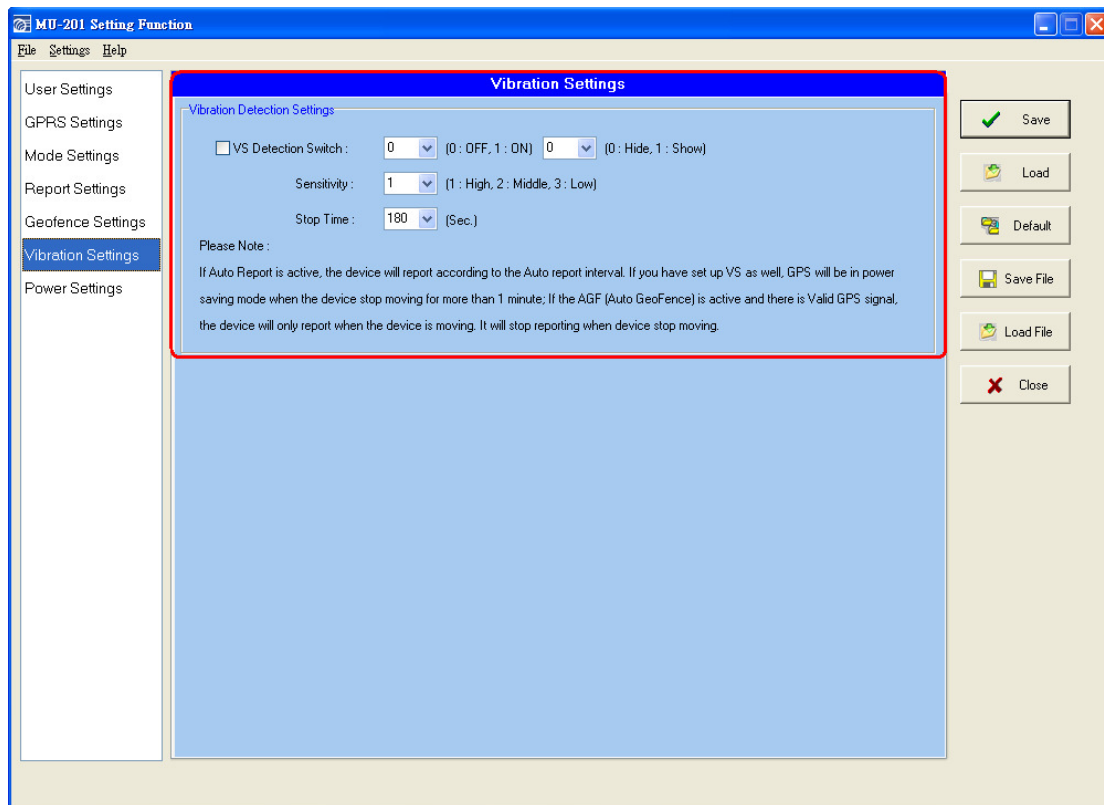 MU-201 Setting Function
File Settings Help
User Settings
GPRS Settings
Mode Settings
Report Settings
Geofence Settings
Vibration Settings
Power Settings
Vibration Settings
Vibration Detection Settings
VS Detection Switch : 0 (0 : OFF, 1 : ON) 0 (0 : Hide, 1 : Show)
Sensitivity : 1 (1 : High, 2 : Middle, 3 : Low)
Stop Time : 180 (Sec.)
Please Note :
If Auto Report is active, the device will report according to the Auto report interval. If you have set up VS as well, GPS will be in power
saving mode when the device stop moving for more than 1 minute; If the AGF (Auto GeoFence) is active and there is Valid GPS signal,
the device will only report when the device is moving. It will stop reporting when device stop moving.
Save
Load
Default
Save File
Load File
Close